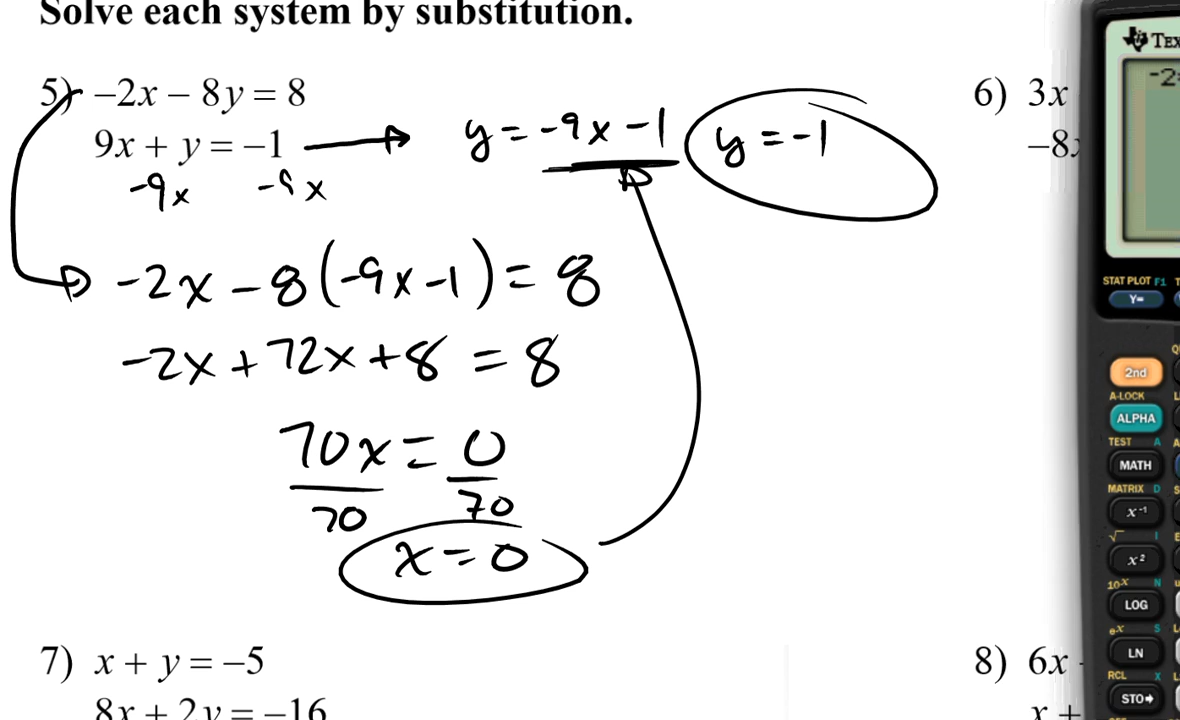 Solve each system by substitution.
5) −2x − 8y = 8
9x + y = −1
y = -9x -1
y = -1
-9x -9x
-2x - 8(-9x-1) = 8
-2x + 72x + 8 = 8
70x = 0
70 70
x = 0
6) 3x
−8
7) x + y = −5
8x + 2y = −16
8) 6x
x +
-2
STAT PLOT F1
Y=
2nd
A-LOCK
ALPHA
TEST A
MATH
MATRIX D
x⁻¹
√ I
x²
10ˣ N
LOG
eˣ S
LN
RCL X
STO➔